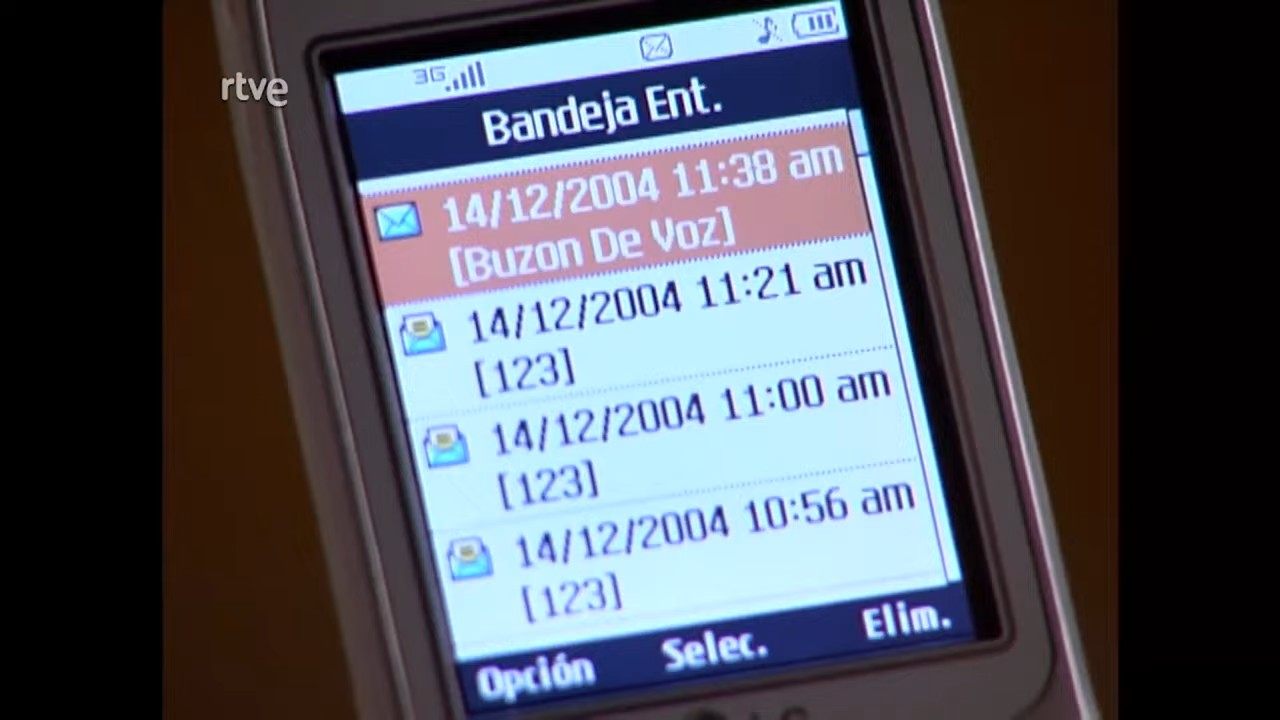 rtve
3G
Bandeja Ent.
14/12/2004 11:38 am
[Buzon De Voz]
14/12/2004 11:21 am
[123]
14/12/2004 11:00 am
[123]
14/12/2004 10:56 am
[123]
Opción Selec. Elim.